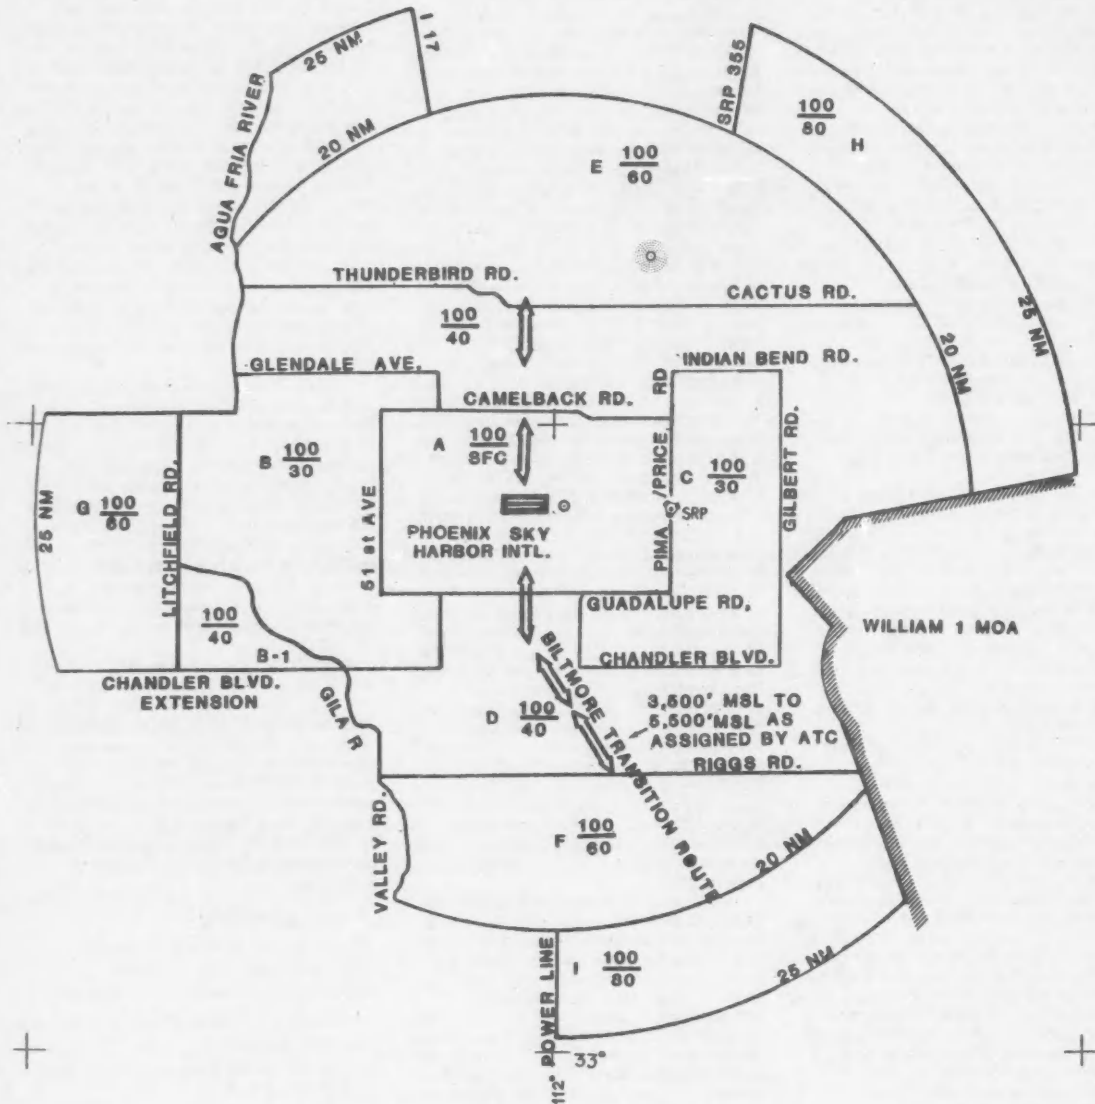 25 NM
I 17
AGUA FRIA RIVER
20 NM
SRP 355
100
80
H
E
100
60
THUNDERBIRD RD.
CACTUS RD.
100
40
25 NM
20 NM
GLENDALE AVE,
INDIAN BEND RD.
CAMELBACK RD.
PIMA /PRICE, RD
A
100
SFC
B
100
30
C
100
30
GILBERT RD.
25 NM
G
100
60
LITCHFIELD RD,
51 st AVE
SRP
PHOENIX SKY
HARBOR INTL.
GUADALUPE RD,
100
40
B-1
WILLIAM 1 MOA
CHANDLER BLVD.
CHANDLER BLVD.
EXTENSION
GILA R
BILTMORE TRANSITION ROUTE
D
100
40
3,500' MSL TO
5,500'MSL AS
ASSIGNED BY ATC
RIGGS RD.
VALLEY RD.
F
100
60
20 NM
I
100
80
25 NM
POWER LINE
33°
112°